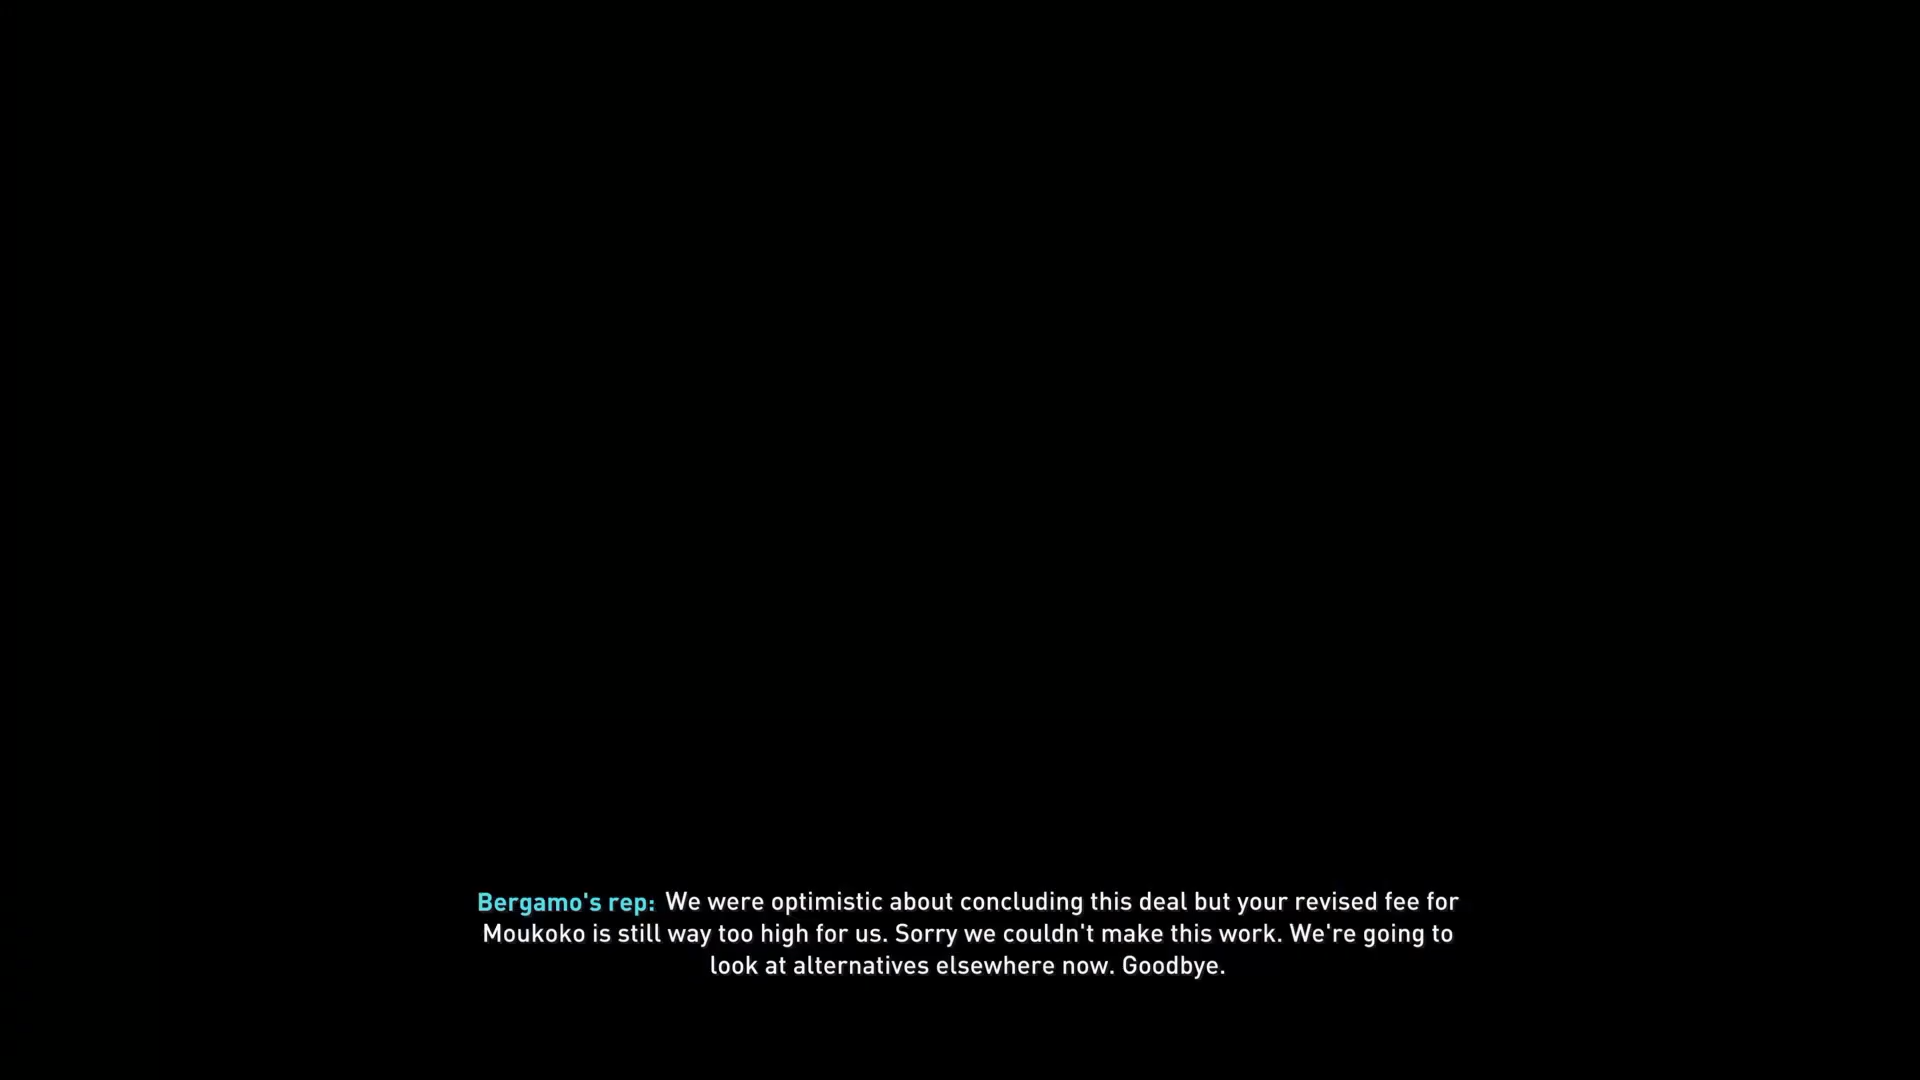 Bergamo's rep: We were optimistic about concluding this deal but your revised fee for
Moukoko is still way too high for us. Sorry we couldn't make this work. We're going to
look at alternatives elsewhere now. Goodbye.